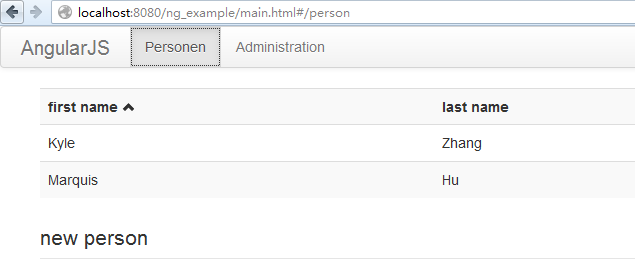 localhost:8080/ng_example/main.html#/person
AngularJS Personen Administration
first name last name
Kyle Zhang
Marquis Hu
new person